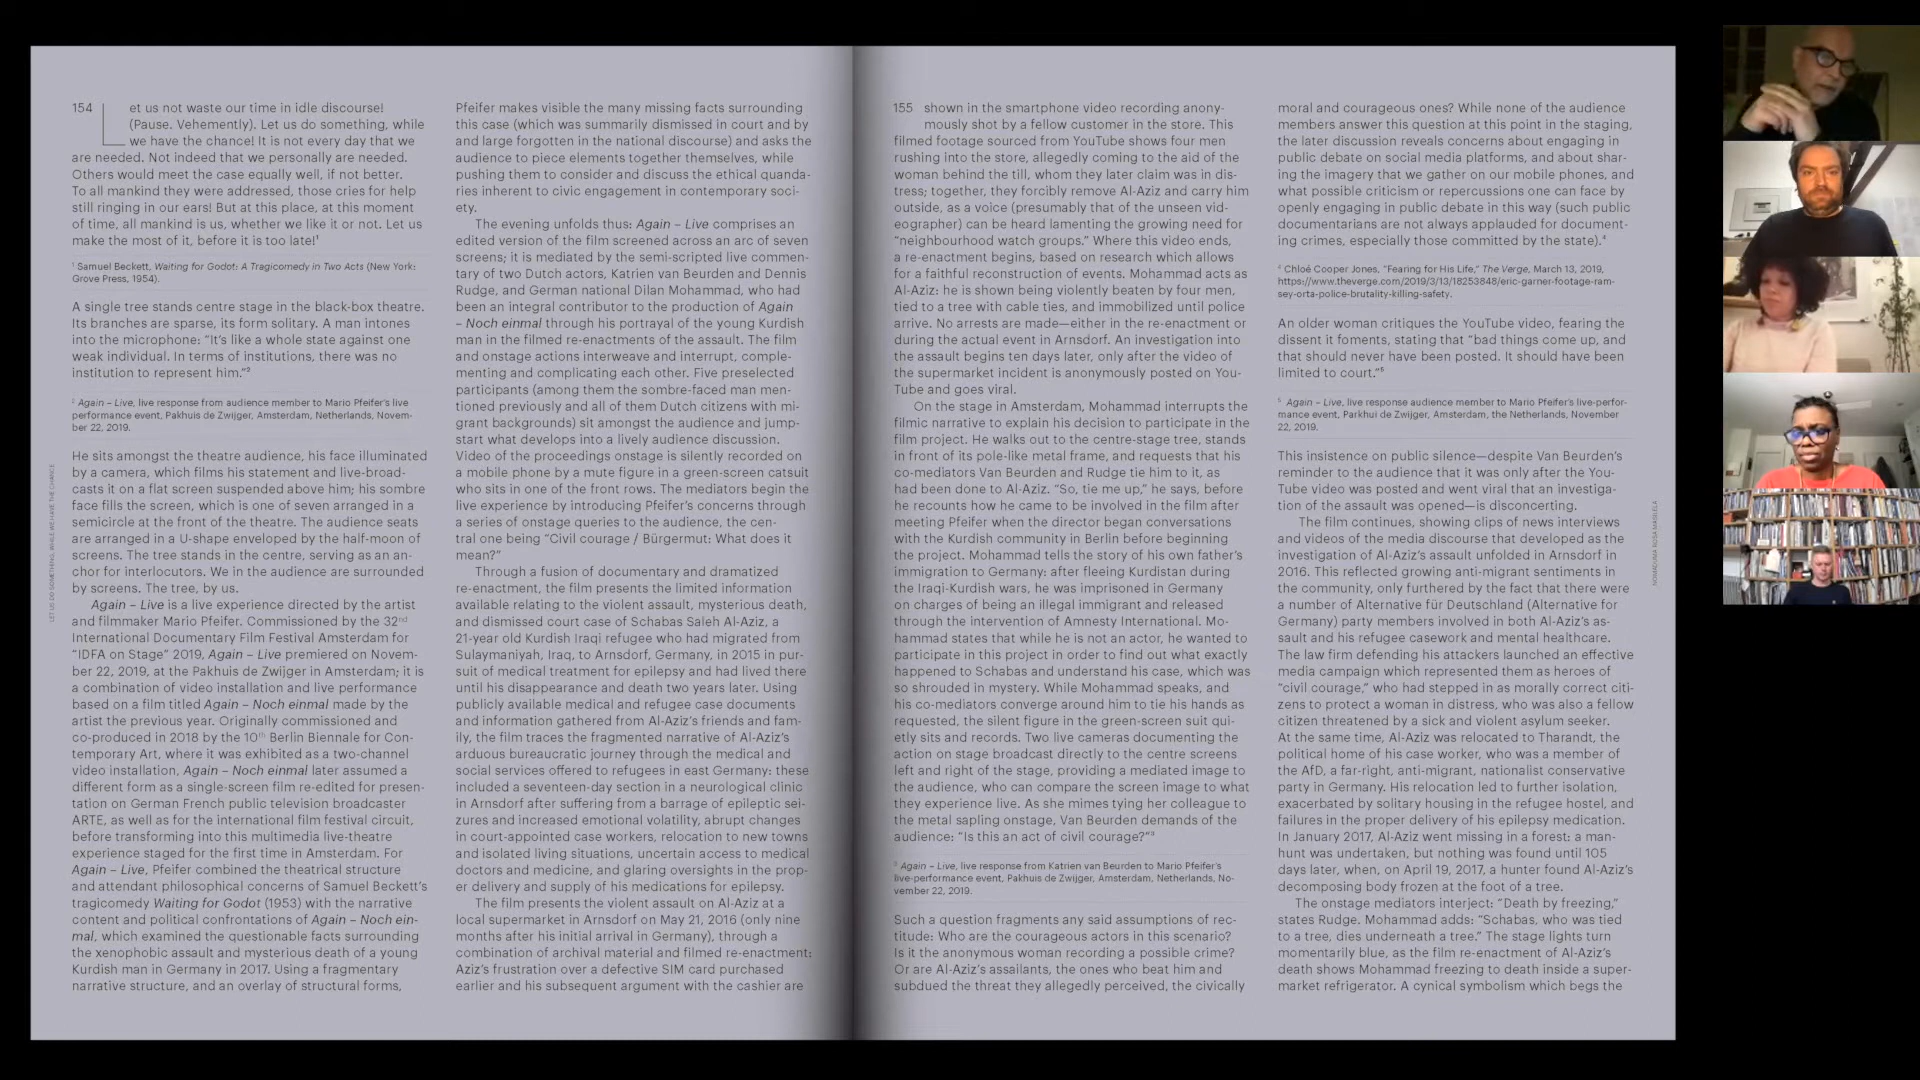 154
Let us not waste our time in idle discourse!
(Pause. Vehemently). Let us do something, while
we have the chance! It is not every day that we
are needed. Not indeed that we personally are needed.
Others would meet the case equally well, if not better.
To all mankind they were addressed, those cries for help
still ringing in our ears! But at this place, at this moment
of time, all mankind is us, whether we like it or not. Let us
make the most of it, before it is too late!¹
¹ Samuel Beckett, Waiting for Godot: A Tragicomedy in Two Acts (New York:
Grove Press, 1954).
A single tree stands centre stage in the black-box theatre.
Its branches are sparse, its form solitary. A man intones
into the microphone: “It’s like a whole state against one
weak individual. In terms of institutions, there was no
institution to represent him.”²
² Again – Live, live response from audience member to Mario Pfeifer’s live
performance event, Pakhuis de Zwijger, Amsterdam, Netherlands, Novem-
ber 22, 2019.
He sits amongst the theatre audience, his face illuminated
by a camera, which films his statement and live-broad-
casts it on a flat screen suspended above him; his sombre
face fills the screen, which is one of seven arranged in a
semicircle at the front of the theatre. The audience seats
are arranged in a U-shape enveloped by the half-moon of
screens. The tree stands in the centre, serving as an an-
chor for interlocutors. We in the audience are surrounded
by screens. The tree, by us.
Again – Live is a live experience directed by the artist
and filmmaker Mario Pfeifer. Commissioned by the 32nd
International Documentary Film Festival Amsterdam for
“IDFA on Stage” 2019, Again – Live premiered on Novem-
ber 22, 2019, at the Pakhuis de Zwijger in Amsterdam; it is
a combination of video installation and live performance
based on a film titled Again – Noch einmal made by the
artist the previous year. Originally commissioned and
co-produced in 2018 by the 10th Berlin Biennale for Con-
temporary Art, where it was exhibited as a two-channel
video installation, Again – Noch einmal later assumed a
different form as a single-screen film re-edited for presen-
tation on German French public television broadcaster
ARTE, as well as for the international film festival circuit,
before transforming into this multimedia live-theatre
experience staged for the first time in Amsterdam. For
Again – Live, Pfeifer combined the theatrical structure
and attendant philosophical concerns of Samuel Beckett’s
tragicomedy Waiting for Godot (1953) with the narrative
content and political confrontations of Again – Noch ein-
mal, which examined the questionable facts surrounding
the xenophobic assault and mysterious death of a young
Kurdish man in Germany in 2017. Using a fragmentary
narrative structure, and an overlay of structural forms,
Pfeifer makes visible the many missing facts surrounding
this case (which was summarily dismissed in court and by
and large forgotten in the national discourse) and asks the
audience to piece elements together themselves, while
pushing them to consider and discuss the ethical quanda-
ries inherent to civic engagement in contemporary soci-
ety.
The evening unfolds thus: Again – Live comprises an
edited version of the film screened across an arc of seven
screens; it is mediated by the semi-scripted live commen-
tary of two Dutch actors, Katrien van Beurden and Dennis
Rudge, and German national Dilan Mohammad, who had
been an integral contributor to the production of Again
– Noch einmal through his portrayal of the young Kurdish
man in the filmed re-enactments of the assault. The film
and onstage actions interweave and interrupt, comple-
menting and complicating each other. Five preselected
participants (among them the sombre-faced man men-
tioned previously and all of them Dutch citizens with mi-
grant backgrounds) sit amongst the audience and jump-
start what develops into a lively audience discussion.
Video of the proceedings onstage is silently recorded on
a mobile phone by a mute figure in a green-screen catsuit
who sits in one of the front rows. The mediators begin the
live experience by introducing Pfeifer’s concerns through
a series of onstage queries to the audience, the cen-
tral one being “Civil courage / Bürgermut: What does it
mean?”
Through a fusion of documentary and dramatized
re-enactment, the film presents the limited information
available relating to the violent assault, mysterious death,
and dismissed court case of Schabas Saleh Al-Aziz, a
21-year old Kurdish Iraqi refugee who had migrated from
Sulaymaniyah, Iraq, to Arnsdorf, Germany, in 2015 in pur-
suit of medical treatment for epilepsy and had lived there
until his disappearance and death two years later. Using
publicly available medical and refugee case documents
and information gathered from Al-Aziz’s friends and fam-
ily, the film traces the fragmented narrative of Al-Aziz’s
arduous bureaucratic journey through the medical and
social services offered to refugees in east Germany: these
included a seventeen-day section in a neurological clinic
in Arnsdorf after suffering from a barrage of epileptic sei-
zures and increased emotional volatility, abrupt changes
in court-appointed case workers, relocation to new towns
and isolated living situations, uncertain access to medical
doctors and medicine, and glaring oversights in the prop-
er delivery and supply of his medications for epilepsy.
The film presents the violent assault on Al-Aziz at a
local supermarket in Arnsdorf on May 21, 2016 (only nine
months after his initial arrival in Germany), through a
combination of archival material and filmed re-enactment:
Aziz’s frustration over a defective SIM card purchased
earlier and his subsequent argument with the cashier are
LET US DO SOMETHING, WHILE WE HAVE THE CHANCE
155
shown in the smartphone video recording anony-
mously shot by a fellow customer in the store. This
filmed footage sourced from YouTube shows four men
rushing into the store, allegedly coming to the aid of the
woman behind the till, whom they later claim was in dis-
tress; together, they forcibly remove Al-Aziz and carry him
outside, as a voice (presumably that of the unseen vid-
eographer) can be heard lamenting the growing need for
“neighbourhood watch groups.” Where this video ends,
a re-enactment begins, based on research which allows
for a faithful reconstruction of events. Mohammad acts as
Al-Aziz: he is shown being violently beaten by four men,
tied to a tree with cable ties, and immobilized until police
arrive. No arrests are made—either in the re-enactment or
during the actual event in Arnsdorf. An investigation into
the assault begins ten days later, only after the video of
the supermarket incident is anonymously posted on You-
Tube and goes viral.
On the stage in Amsterdam, Mohammad interrupts the
filmic narrative to explain his decision to participate in the
film project. He walks out to the centre-stage tree, stands
in front of its pole-like metal frame, and requests that his
co-mediators Van Beurden and Rudge tie him to it, as
had been done to Al-Aziz. “So, tie me up,” he says, before
he recounts how he came to be involved in the film after
meeting Pfeifer when the director began conversations
with the Kurdish community in Berlin before beginning
the project. Mohammad tells the story of his own father’s
immigration to Germany: after fleeing Kurdistan during
the Iraqi-Kurdish wars, he was imprisoned in Germany
on charges of being an illegal immigrant and released
through the intervention of Amnesty International. Mo-
hammad states that while he is not an actor, he wanted to
participate in this project in order to find out what exactly
happened to Schabas and understand his case, which was
so shrouded in mystery. While Mohammad speaks, and
his co-mediators converge around him to tie his hands as
requested, the silent figure in the green-screen suit qui-
etly sits and records. Two live cameras documenting the
action on stage broadcast directly to the centre screens
left and right of the stage, providing a mediated image to
the audience, who can compare the screen image to what
they experience live. As she mimes tying her colleague to
the metal sapling onstage, Van Beurden demands of the
audience: “Is this an act of civil courage?”³
³ Again – Live, live response from Katrien van Beurden to Mario Pfeifer’s
live-performance event, Pakhuis de Zwijger, Amsterdam, Netherlands, No-
vember 22, 2019.
Such a question fragments any said assumptions of rec-
titude: Who are the courageous actors in this scenario?
Is it the anonymous woman recording a possible crime?
Or are Al-Aziz’s assailants, the ones who beat him and
subdued the threat they allegedly perceived, the civically
moral and courageous ones? While none of the audience
members answer this question at this point in the staging,
the later discussion reveals concerns about engaging in
public debate on social media platforms, and about shar-
ing the imagery that we gather on our mobile phones, and
what possible criticism or repercussions one can face by
openly engaging in public debate in this way (such public
documentarians are not always applauded for document-
ing crimes, especially those committed by the state).⁴
⁴ Chloé Cooper Jones, “Fearing for His Life,” The Verge, March 13, 2019,
https://www.theverge.com/2019/3/13/18253848/eric-garner-footage-ram-
sey-orta-police-brutality-killing-safety.
An older woman critiques the YouTube video, fearing the
dissent it foments, stating that “bad things come up, and
that should never have been posted. It should have been
limited to court.”⁵
⁵ Again – Live, live response audience member to Mario Pfeifer’s live-perfor-
mance event, Parkhui de Zwijger, Amsterdam, the Netherlands, November
22, 2019.
This insistence on public silence—despite Van Beurden’s
reminder to the audience that it was only after the You-
Tube video was posted and went viral that an investiga-
tion of the assault was opened—is disconcerting.
The film continues, showing clips of news interviews
and videos of the media discourse that developed as the
investigation of Al-Aziz’s assault unfolded in Arnsdorf in
2016. This reflected growing anti-migrant sentiments in
the community, only furthered by the fact that there were
a number of Alternative für Deutschland (Alternative for
Germany) party members involved in both Al-Aziz’s as-
sault and his refugee casework and mental healthcare.
The law firm defending his attackers launched an effective
media campaign which represented them as heroes of
“civil courage,” who had stepped in as morally correct citi-
zens to protect a woman in distress, who was also a fellow
citizen threatened by a sick and violent asylum seeker.
At the same time, Al-Aziz was relocated to Tharandt, the
political home of his case worker, who was a member of
the AfD, a far-right, anti-migrant, nationalist conservative
party in Germany. His relocation led to further isolation,
exacerbated by solitary housing in the refugee hostel, and
failures in the proper delivery of his epilepsy medication.
In January 2017, Al-Aziz went missing in a forest: a man-
hunt was undertaken, but nothing was found until 105
days later, when, on April 19, 2017, a hunter found Al-Aziz’s
decomposing body frozen at the foot of a tree.
The onstage mediators interject: “Death by freezing,”
states Rudge. Mohammad adds: “Schabas, who was tied
to a tree, dies underneath a tree.” The stage lights turn
momentarily blue, as the film re-enactment of Al-Aziz’s
death shows Mohammad freezing to death inside a super-
market refrigerator. A cynical symbolism which begs the